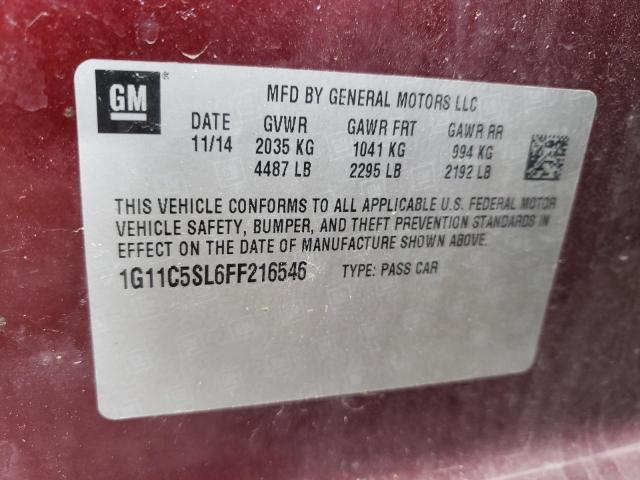 GM ®
MFD BY GENERAL MOTORS LLC
DATE GVWR GAWR FRT GAWR RR
11/14 2035 KG 1041 KG 994 KG
4487 LB 2295 LB 2192 LB
THIS VEHICLE CONFORMS TO ALL APPLICABLE U.S. FEDERAL MOTOR
VEHICLE SAFETY, BUMPER, AND THEFT PREVENTION STANDARDS IN
EFFECT ON THE DATE OF MANUFACTURE SHOWN ABOVE.
1G11C5SL6FF216546 TYPE: PASS CAR